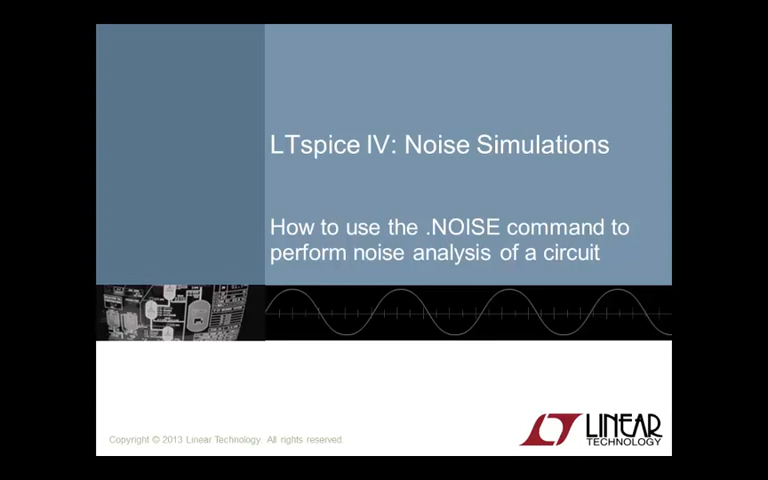 LTspice IV: Noise Simulations
How to use the .NOISE command to
perform noise analysis of a circuit
Copyright © 2013 Linear Technology. All rights reserved.
LINEAR
TECHNOLOGY